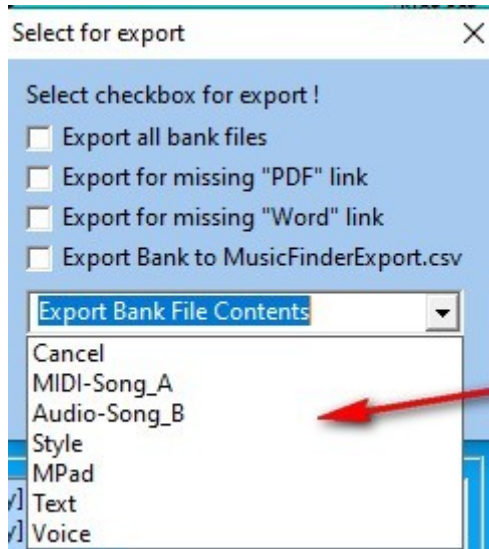 Select for export
Select checkbox for export !
Export all bank files
Export for missing "PDF" link
Export for missing "Word" link
Export Bank to MusicFinderExport.csv
Export Bank File Contents
Cancel
MIDI-Song_A
Audio-Song_B
Style
MPad
Text
Voice